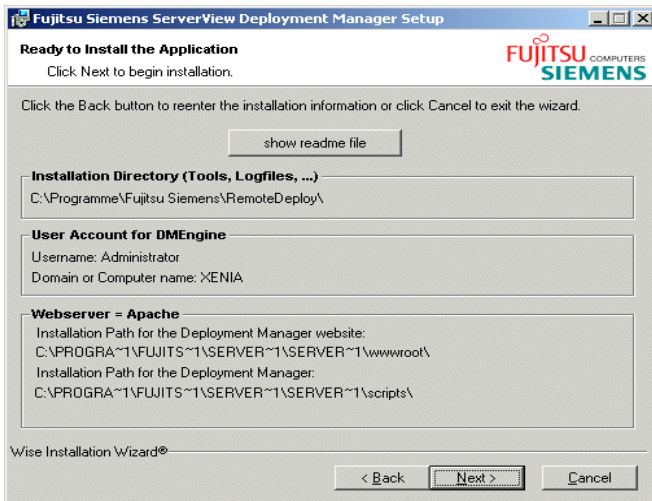 Fujitsu Siemens ServerView Deployment Manager Setup
Ready to Install the Application
Click Next to begin installation.
FUJITSU COMPUTERS
SIEMENS
Click the Back button to reenter the installation information or click Cancel to exit the wizard.
show readme file
Installation Directory (Tools, Logfiles, ...)
C:\Programme\Fujitsu Siemens\RemoteDeploy\
User Account for DMEngine
Username: Administrator
Domain or Computer name: XENIA
Webserver = Apache
Installation Path for the Deployment Manager website:
C:\PROGRA~1\FUJITS~1\SERVER~1\SERVER~1\wwwroot\
Installation Path for the Deployment Manager:
C:\PROGRA~1\FUJITS~1\SERVER~1\SERVER~1\scripts\
Wise Installation Wizard®
< Back Next > Cancel